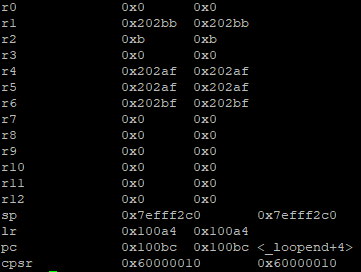 r0 0x0 0x0
r1 0x202bb 0x202bb
r2 0xb 0xb
r3 0x0 0x0
r4 0x202af 0x202af
r5 0x202af 0x202af
r6 0x202bf 0x202bf
r7 0x0 0x0
r8 0x0 0x0
r9 0x0 0x0
r10 0x0 0x0
r11 0x0 0x0
r12 0x0 0x0
sp 0x7efff2c0 0x7efff2c0
lr 0x100a4 0x100a4
pc 0x100bc 0x100bc <_loopend+4>
cpsr 0x60000010 0x60000010